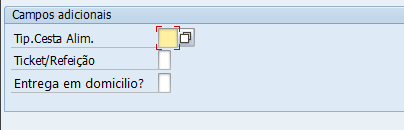 Campos adicionais
Tip.Cesta Alim.
Ticket/Refeição
Entrega em domicilio?